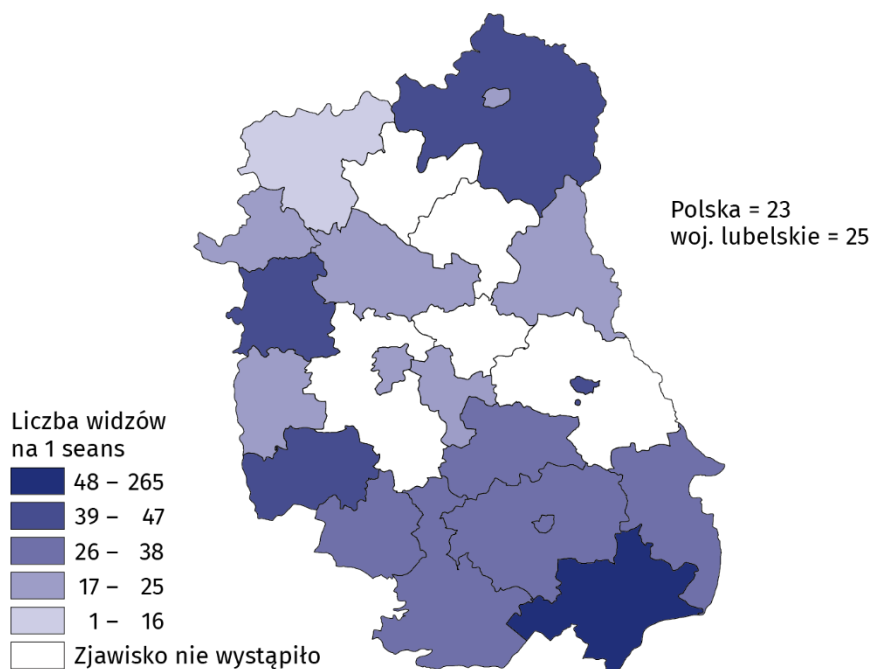 Polska = 23
woj. lubelskie = 25
Liczba widzów
na 1 seans
48 – 265
39 – 47
26 – 38
17 – 25
1 – 16
Zjawisko nie wystąpiło